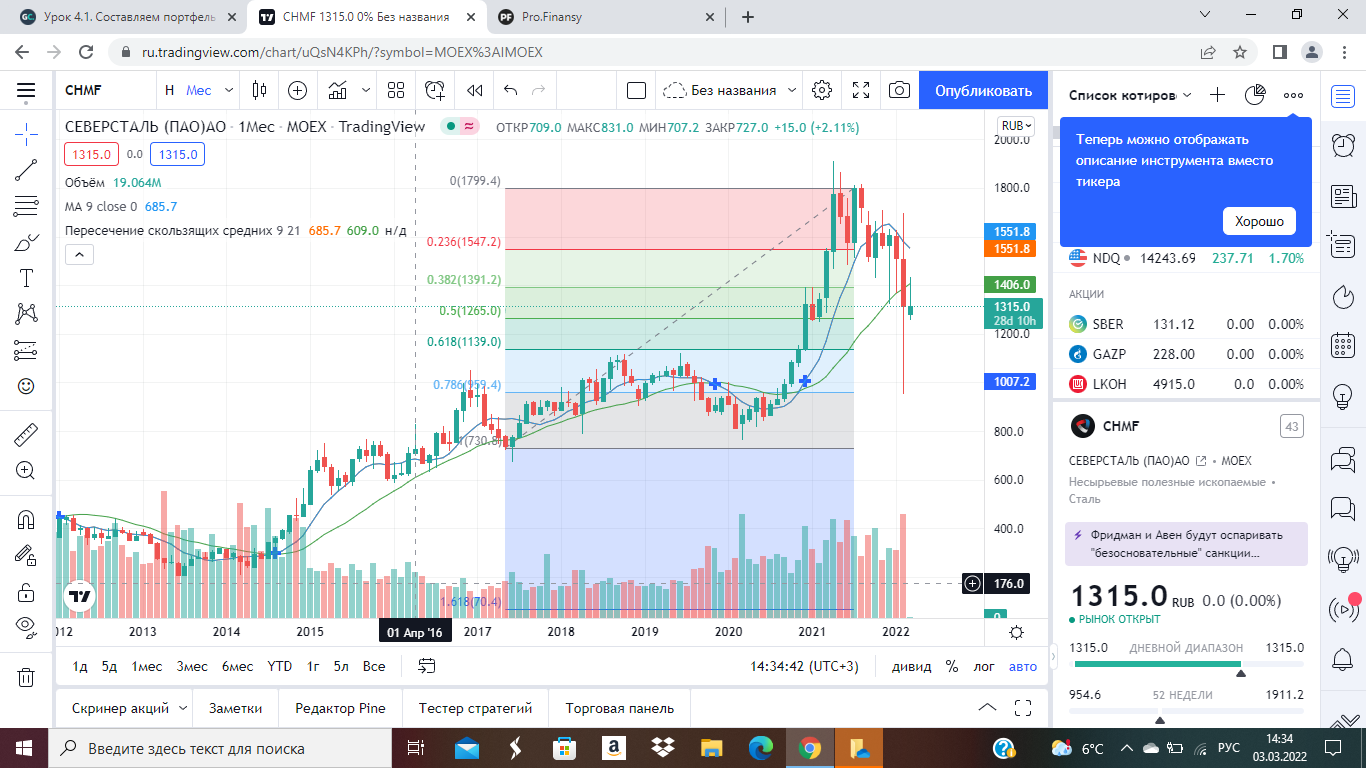 Урок 4.1. Составляем портфель
CHMF 1315.0 0% Без названия
Pro.Finansy
ru.tradingview.com/chart/uQsN4KPh/?symbol=MOEX%3AIMOEX
CHMF Н Мес Без названия Опубликовать
Список котиров
СЕВЕРСТАЛЬ (ПАО)АО · 1Мес · MOEX · TradingView ОТКР709.0 МАКС831.0 МИН707.2 ЗАКР727.0 +15.0 (+2.11%)
RUB
1315.0 0.0 1315.0
Объём 19.064M
MA 9 close 0 685.7
Пересечение скользящих средних 9 21 685.7 609.0 н/д
0(1799.4)
0.236(1547.2)
0.382(1391.2)
0.5(1265.0)
0.618(1139.0)
0.786(959.4)
1(730.8)
1.618(70.4)
2000.0
1800.0
1551.8
1551.8
1406.0
1315.0
28d 10h
1200.0
1007.2
800.0
600.0
400.0
176.0
0
012 2013 2014 2015 01 Апр '16 2017 2018 2019 2020 2021 2022
1д 5д 1мес 3мес 6мес YTD 1г 5л Все 14:34:42 (UTC+3) дивид % лог авто
Скринер акций Заметки Редактор Pine Тестер стратегий Торговая панель
Теперь можно отображать
описание инструмента вместо
тикера
Хорошо
NDQ 14243.69 237.71 1.70%
АКЦИИ
SBER 131.12 0.00 0.00%
GAZP 228.00 0.00 0.00%
LKOH 4915.0 0.0 0.00%
CHMF 43
СЕВЕРСТАЛЬ (ПАО)АО • MOEX
Несырьевые полезные ископаемые •
Сталь
Фридман и Авен будут оспаривать
"безосновательные" санкции...
1315.0 RUB 0.0 (0.00%)
РЫНОК ОТКРЫТ
1315.0 ДНЕВНОЙ ДИАПАЗОН 1315.0
954.6 52 НЕДЕЛИ 1911.2
Введите здесь текст для поиска
6°C
РУС
14:34
03.03.2022